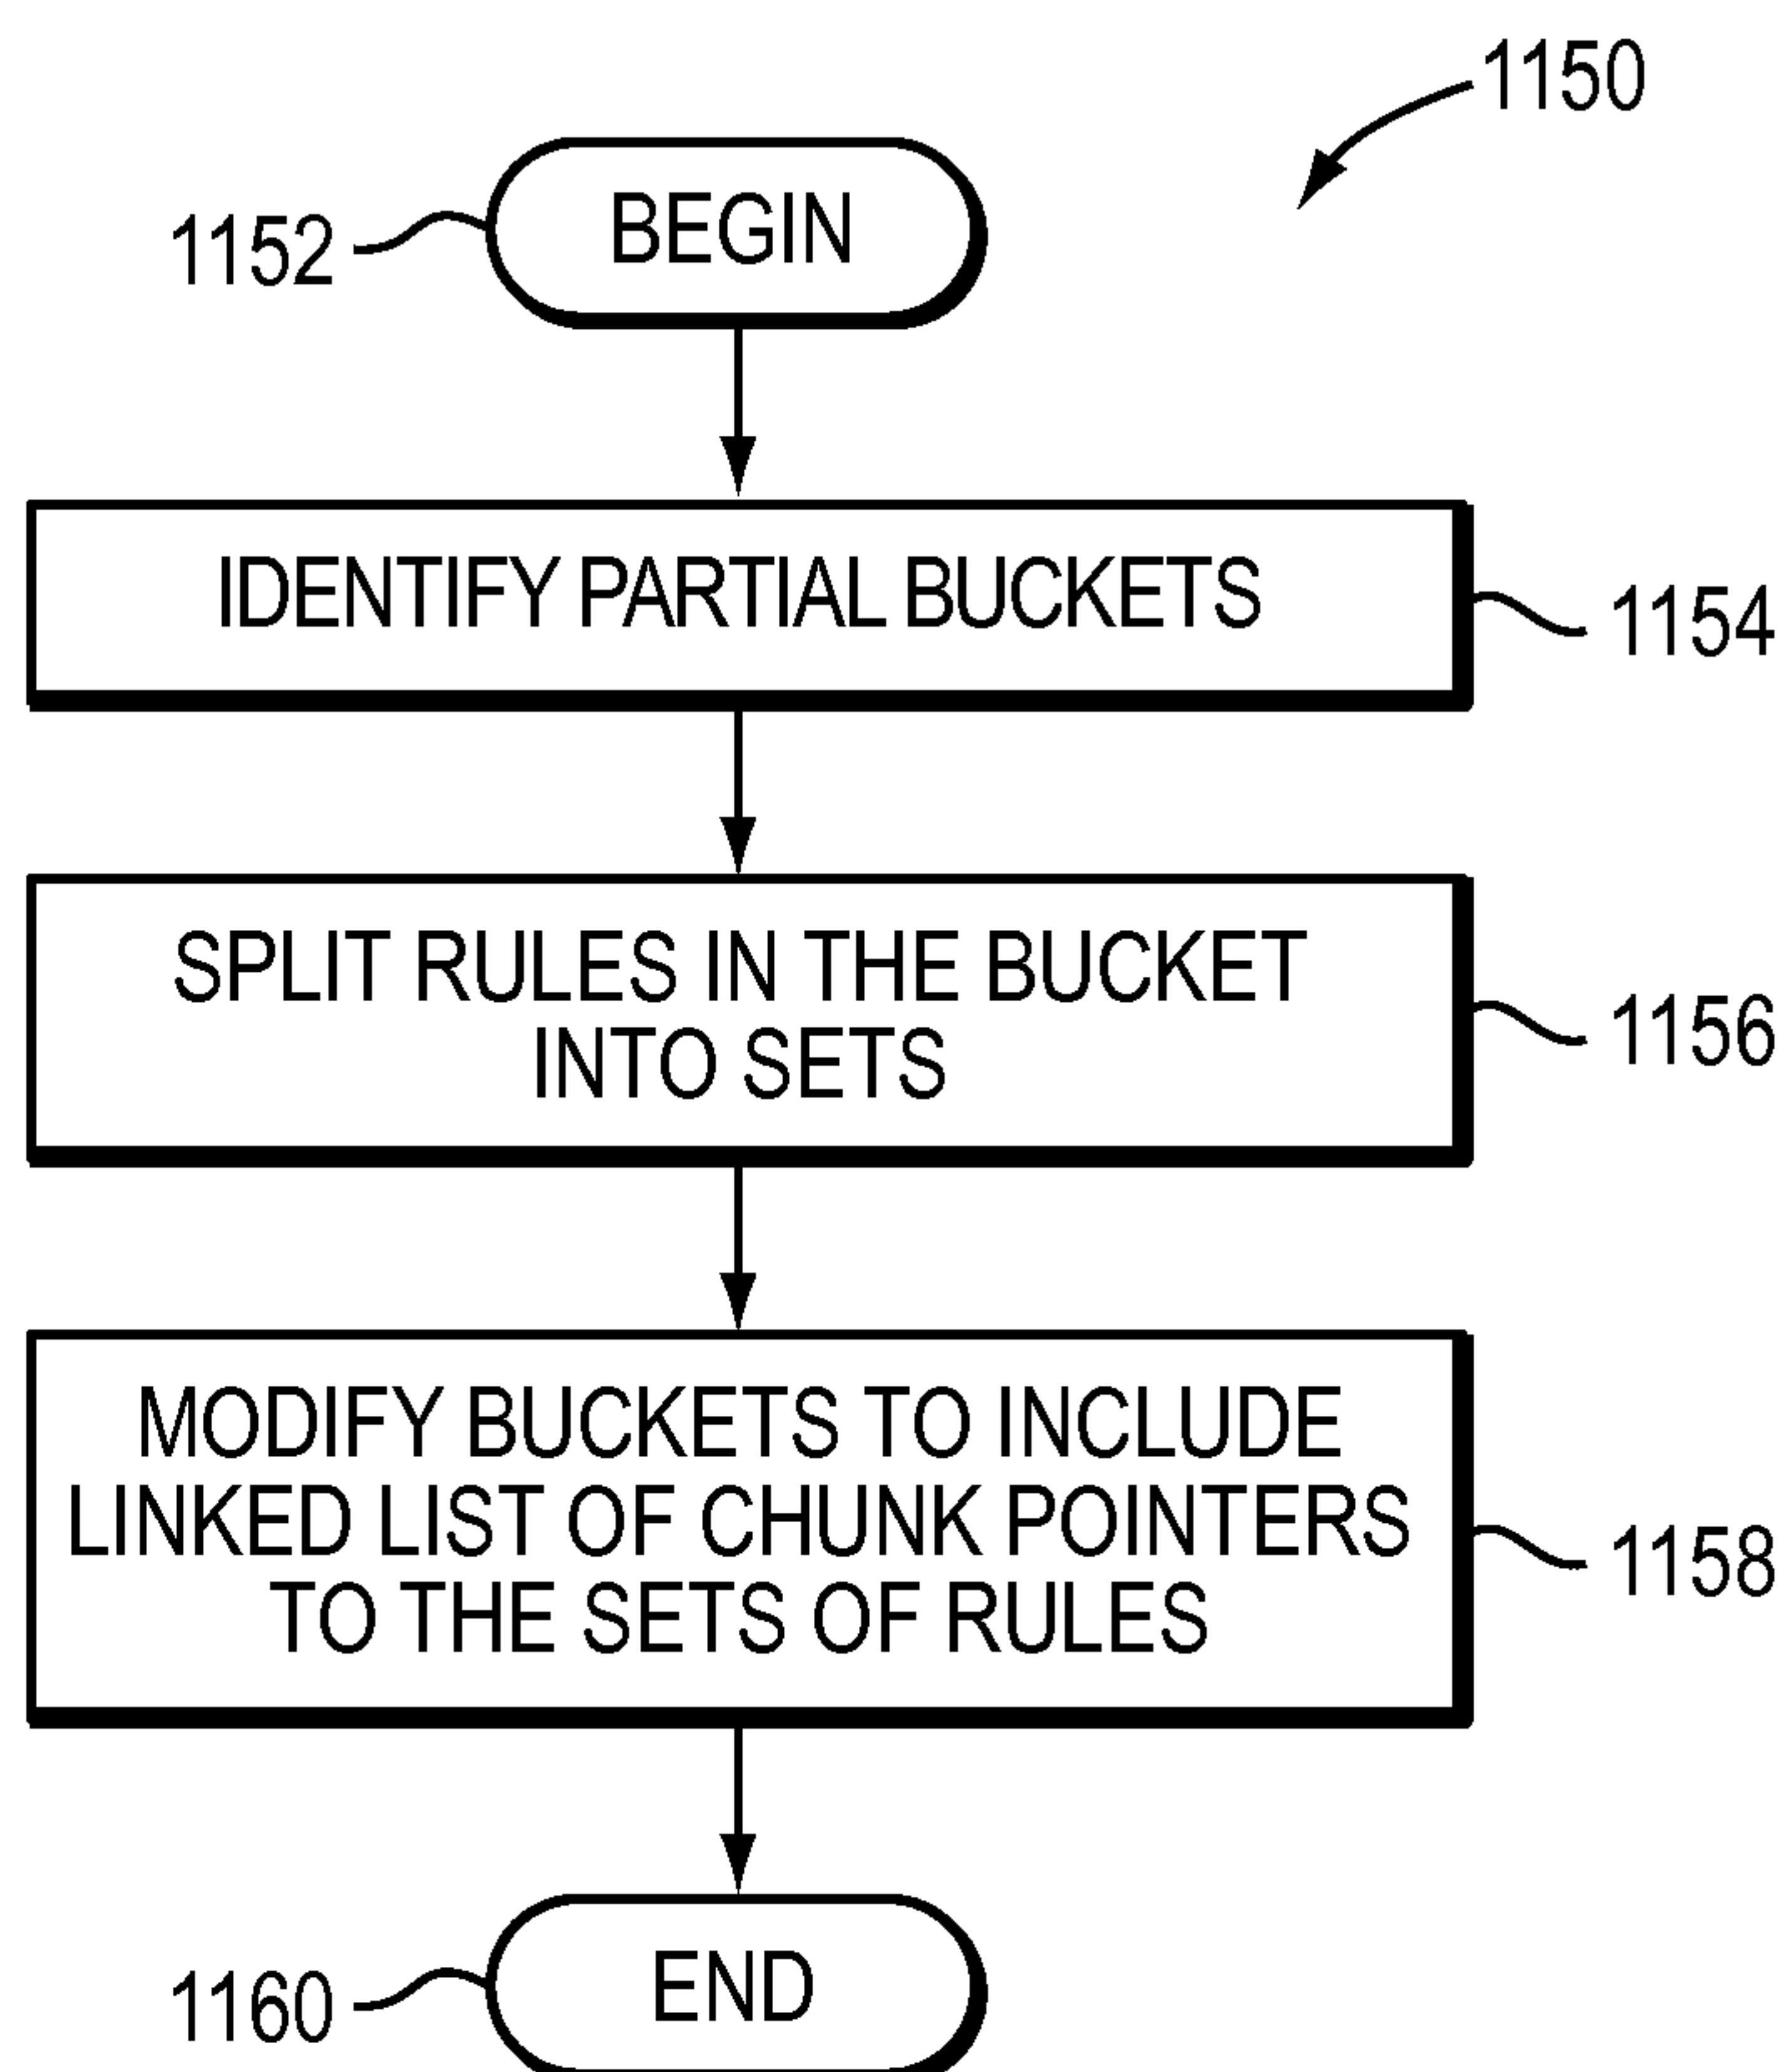 1150
1152
BEGIN
IDENTIFY PARTIAL BUCKETS
1154
SPLIT RULES IN THE BUCKET
INTO SETS
1156
MODIFY BUCKETS TO INCLUDE
LINKED LIST OF CHUNK POINTERS
TO THE SETS OF RULES
1158
1160
END